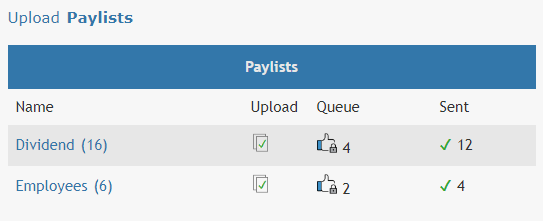 Upload Paylists
Paylists
Name Upload Queue Sent
Dividend (16) 4 12
Employees (6) 2 4